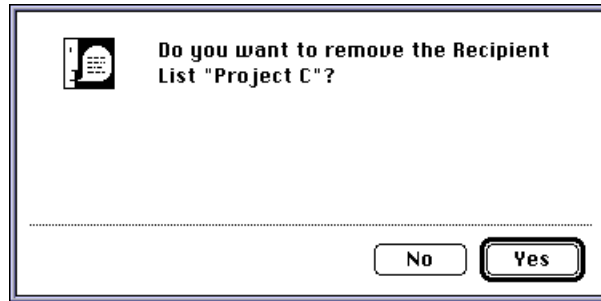 Do you want to remove the Recipient
List "Project C"?
No
Yes